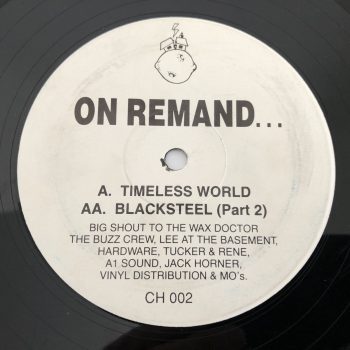 ON REMAND...
A. TIMELESS WORLD
AA. BLACKSTEEL (Part 2)
BIG SHOUT TO THE WAX DOCTOR
THE BUZZ CREW, LEE AT THE BASEMENT,
HARDWARE, TUCKER & RENE,
A1 SOUND, JACK HORNER,
VINYL DISTRIBUTION & MO's.
CH 002